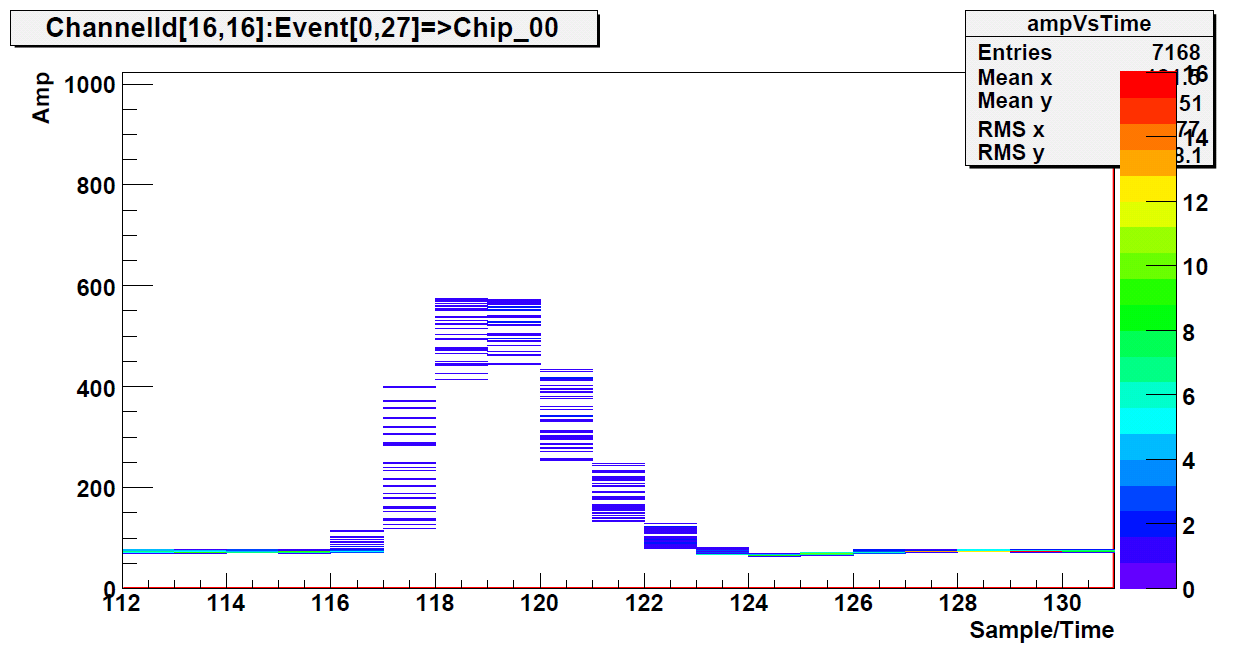 ChannelId[16,16]:Event[0,27]=>Chip_00
ampVsTime
Entries 7168
Mean x
Mean y 51
RMS x 77
RMS y 3.1
Amp
1000
800
600
400
200
0
112 114 116 118 120 122 124 126 128 130
Sample/Time
16
14
12
10
8
6
4
2
0